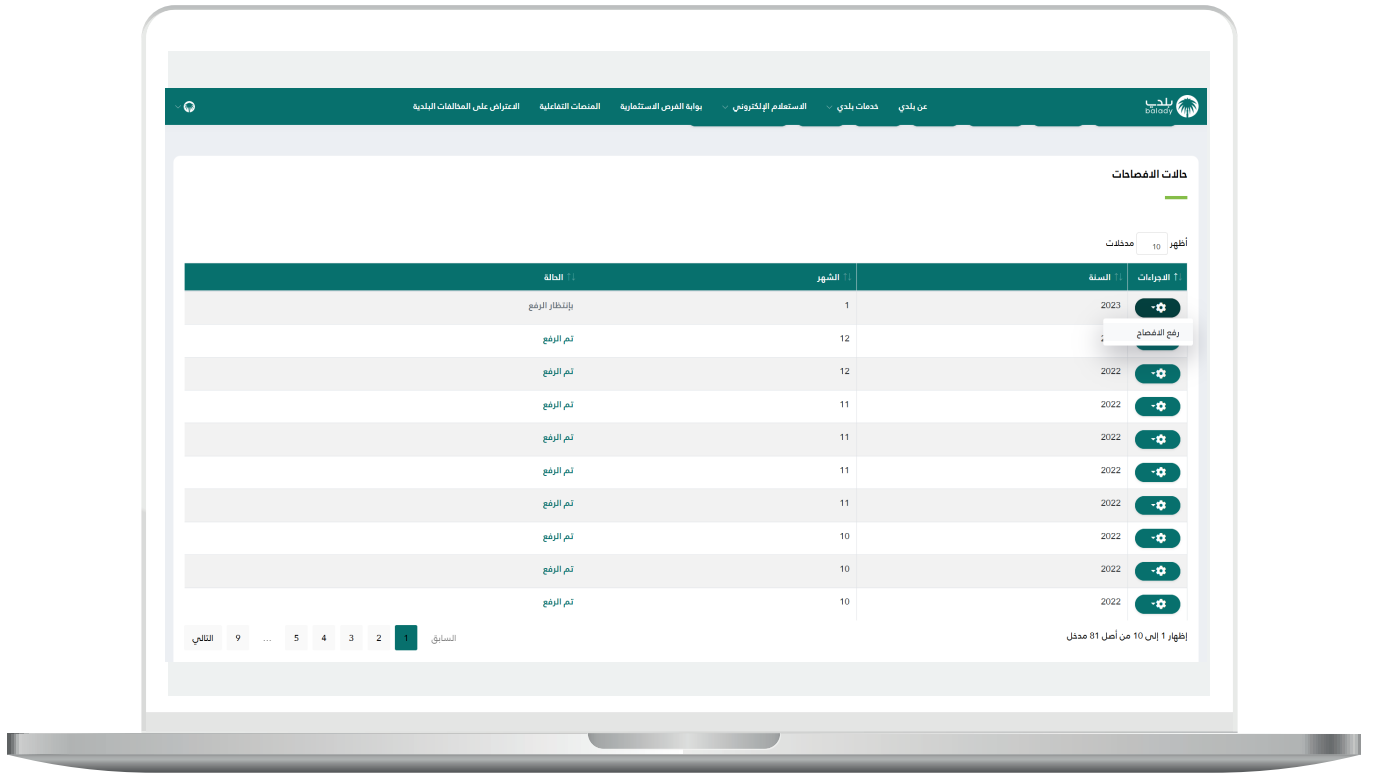 بلدي
balady
عن بلدي
خدمات بلدي
الاستعلام الإلكتروني
بوابة الفرص الاستثمارية
المنصات التفاعلية
الاعتراض على المخالفات البلدية
حالات الافصاحات
أظهر 10 مدخلات
الاجراءات السنة الشهر الحالة
2023 1 بإنتظار الرفع
رفع الافصاح
12 تم الرفع
2022 12 تم الرفع
2022 11 تم الرفع
2022 11 تم الرفع
2022 11 تم الرفع
2022 11 تم الرفع
2022 10 تم الرفع
2022 10 تم الرفع
2022 10 تم الرفع
إظهار 1 إلى 10 من أصل 81 مدخل
السابق 1 2 3 4 5 … 9 التالي